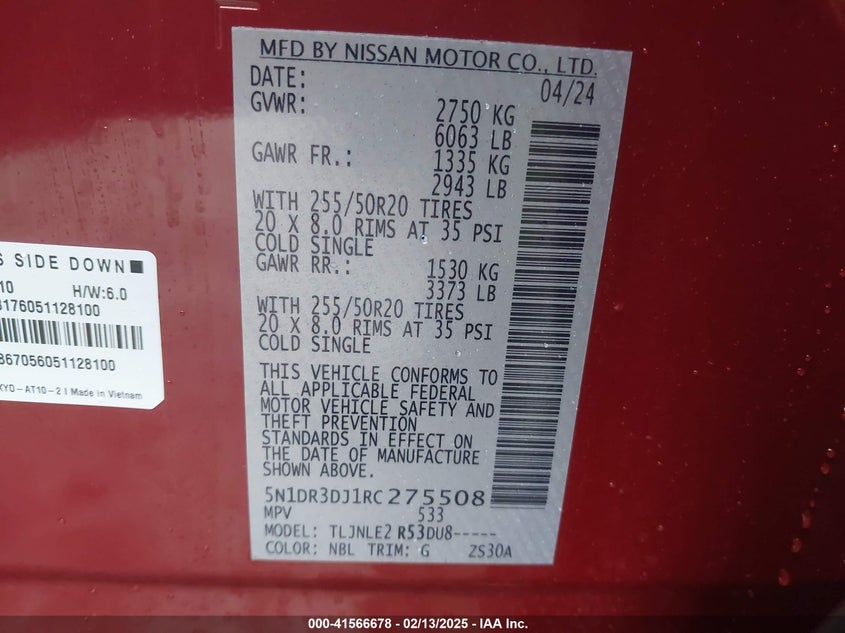 MFD BY NISSAN MOTOR CO., LTD.
DATE: 04/24
GVWR: 2750 KG
6063 LB
GAWR FR.: 1335 KG
2943 LB
WITH 255/50R20 TIRES
20 X 8.0 RIMS AT 35 PSI
COLD SINGLE
GAWR RR.: 1530 KG
3373 LB
WITH 255/50R20 TIRES
20 X 8.0 RIMS AT 35 PSI
COLD SINGLE
THIS VEHICLE CONFORMS TO
ALL APPLICABLE FEDERAL
MOTOR VEHICLE SAFETY AND
THEFT PREVENTION
STANDARDS IN EFFECT ON
THE DATE OF MANUFACTURE
SHOWN ABOVE.
5N1DR3DJ1RC275508
MPV 533
MODEL: TLJNLE2 R53DU8-----
COLOR: NBL TRIM: G ZS30A
S SIDE DOWN
10 H/W:6.0
176051128100
867056051128100
-AT10-2 I Made in Vietnam
000-41566678 - 02/13/2025 - IAA Inc.